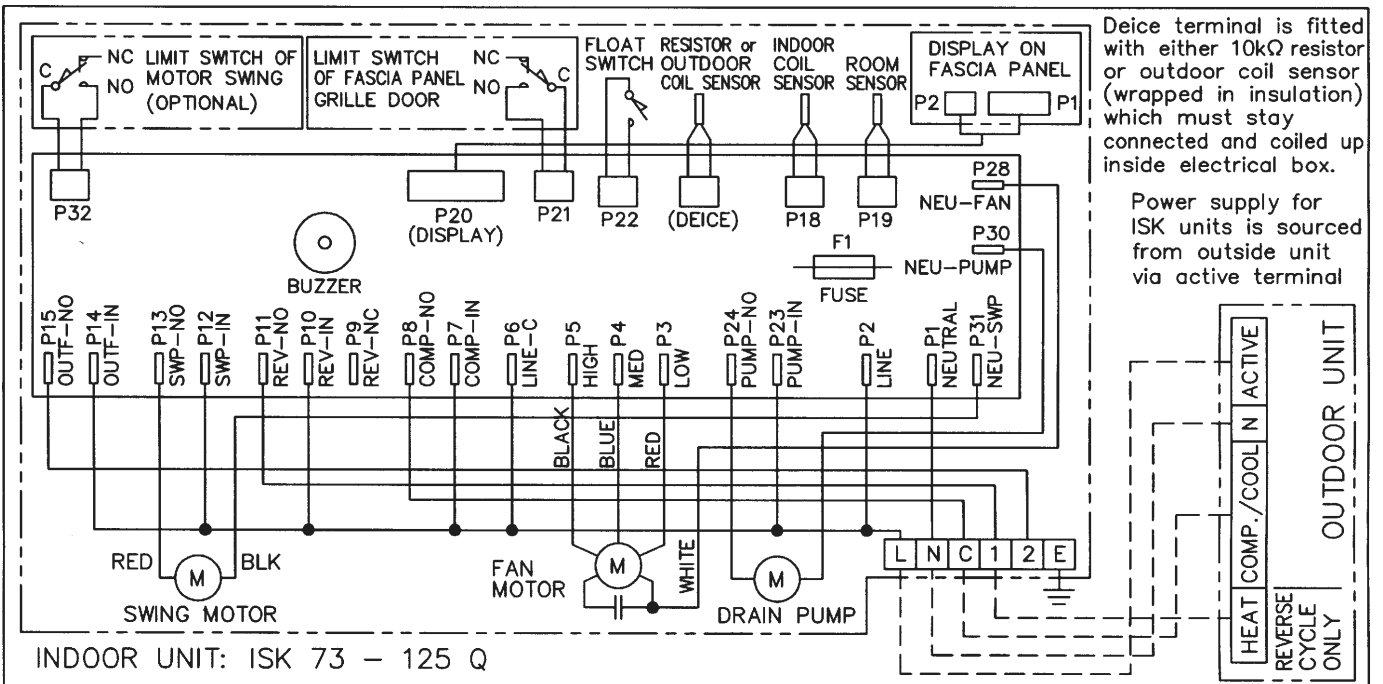 NC LIMIT SWITCH OF
C MOTOR SWING
NO (OPTIONAL)
LIMIT SWITCH NC
OF FASCIA PANEL C
GRILLE DOOR NO
FLOAT
SWITCH
RESISTOR or
OUTDOOR
COIL SENSOR
INDOOR
COIL
SENSOR
ROOM
SENSOR
DISPLAY ON
FASCIA PANEL
P2 P1
Deice terminal is fitted
with either 10kΩ resistor
or outdoor coil sensor
(wrapped in insulation)
which must stay
connected and coiled up
inside electrical box.
Power supply for
ISK units is sourced
from outside unit
via active terminal
P32
P20
(DISPLAY)
P21
P22
(DEICE)
P18
P19
P28
NEU-FAN
P30
NEU-PUMP
BUZZER
F1
FUSE
P15
OUTF-NO
P14
OUTF-IN
P13
SWP-NO
P12
SWP-IN
P11
REV-NO
P10
REV-IN
P9
REV-NC
P8
COMP-NO
P7
COMP-IN
P6
LINE-C
P5
HIGH
P4
MED
P3
LOW
P24
PUMP-NO
P23
PUMP-IN
P2
LINE
P1
NEUTRAL
P31
NEU-SWP
BLACK
BLUE
RED
WHITE
RED M BLK
SWING MOTOR
FAN
MOTOR
M
M
DRAIN PUMP
L N C 1 2 E
ACTIVE
N
COMP./COOL
HEAT
REVERSE
CYCLE
ONLY
OUTDOOR UNIT
INDOOR UNIT: ISK 73 - 125 Q